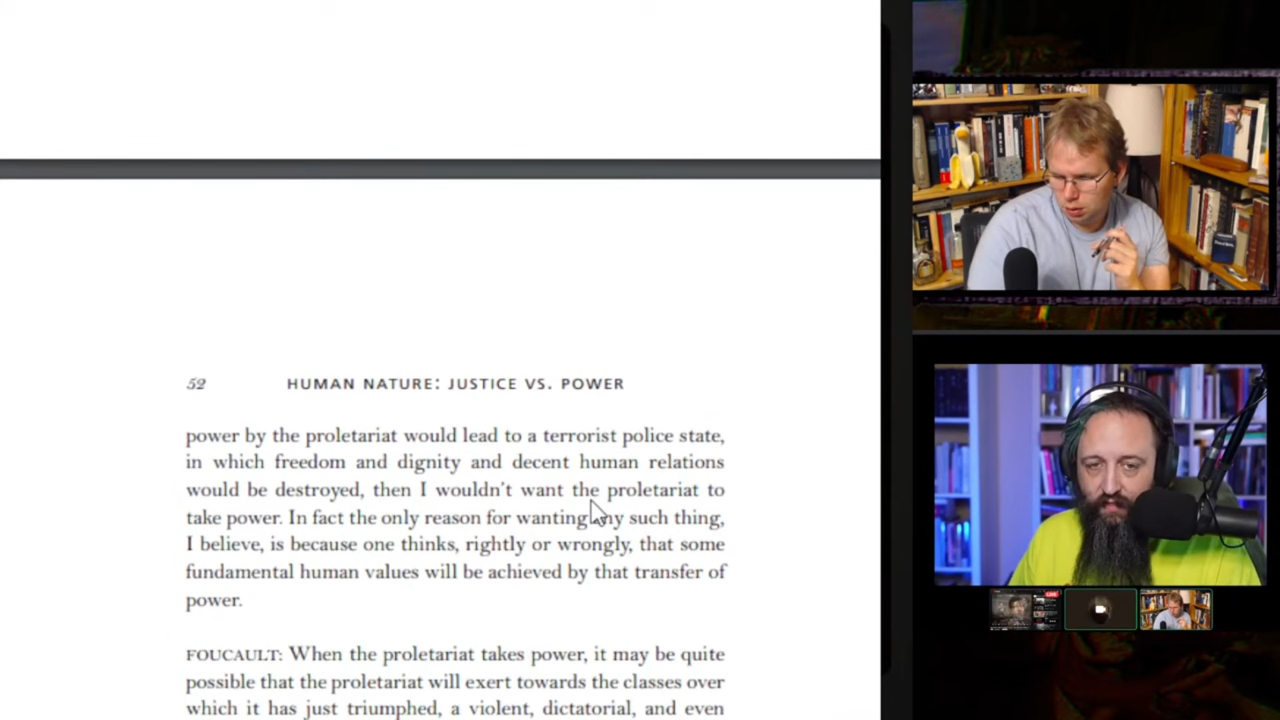 52 HUMAN NATURE: JUSTICE VS. POWER
power by the proletariat would lead to a terrorist police state,
in which freedom and dignity and decent human relations
would be destroyed, then I wouldn't want the proletariat to
take power. In fact the only reason for wanting any such thing,
I believe, is because one thinks, rightly or wrongly, that some
fundamental human values will be achieved by that transfer of
power.
FOUCAULT: When the proletariat takes power, it may be quite
possible that the proletariat will exert towards the classes over
which it has just triumphed, a violent, dictatorial, and even
LIVE